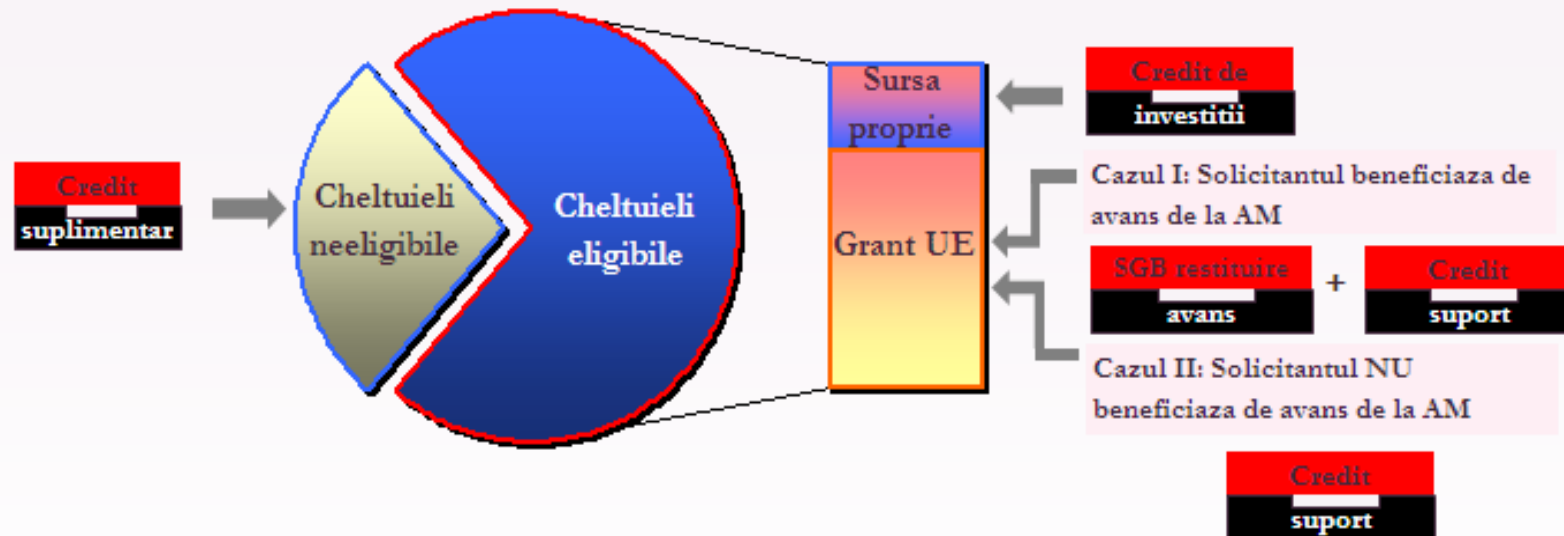 Credit
suplimentar
Cheltuieli
neeligibile
Cheltuieli
eligibile
Sursa
proprie
Grant UE
Credit de
investitii
Cazul I: Solicitantul beneficiaza de
avans de la AM
SGB restituire
avans
+
Credit
suport
Cazul II: Solicitantul NU
beneficiaza de avans de la AM
Credit
suport